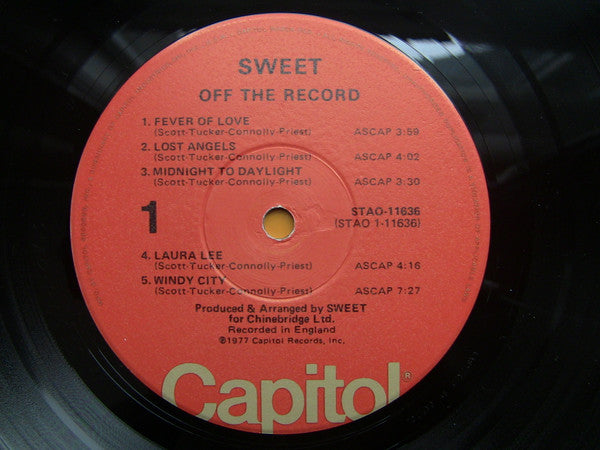 SWEET
OFF THE RECORD
1. FEVER OF LOVE
(Scott-Tucker-Connolly-Priest) ASCAP 3:59
2. LOST ANGELS
(Scott-Tucker-Connolly-Priest) ASCAP 4:02
3. MIDNIGHT TO DAYLIGHT
(Scott-Tucker-Connolly-Priest) ASCAP 3:30
1
STAO-11636
(STAO 1-11636)
4. LAURA LEE
(Scott-Tucker-Connolly-Priest) ASCAP 4:16
5. WINDY CITY
(Scott-Tucker-Connolly-Priest) ASCAP 7:27
Produced & Arranged by SWEET
for Chinebridge Ltd.
Recorded in England
℗1977 Capitol Records, Inc.
Capitol®